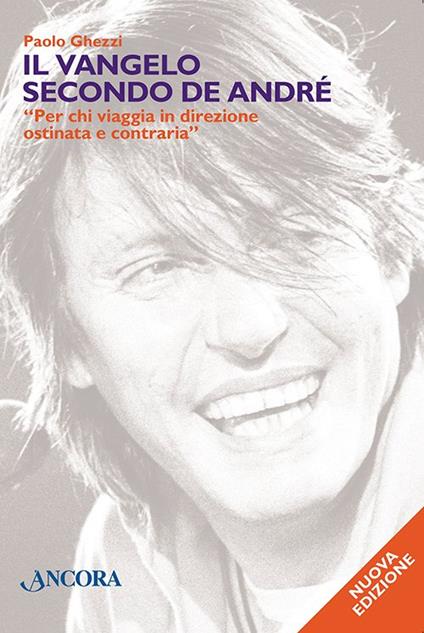 Paolo Ghezzi
IL VANGELO
SECONDO DE ANDRÉ
“Per chi viaggia in direzione
ostinata e contraria”
ANCORA
NUOVA
EDIZIONE